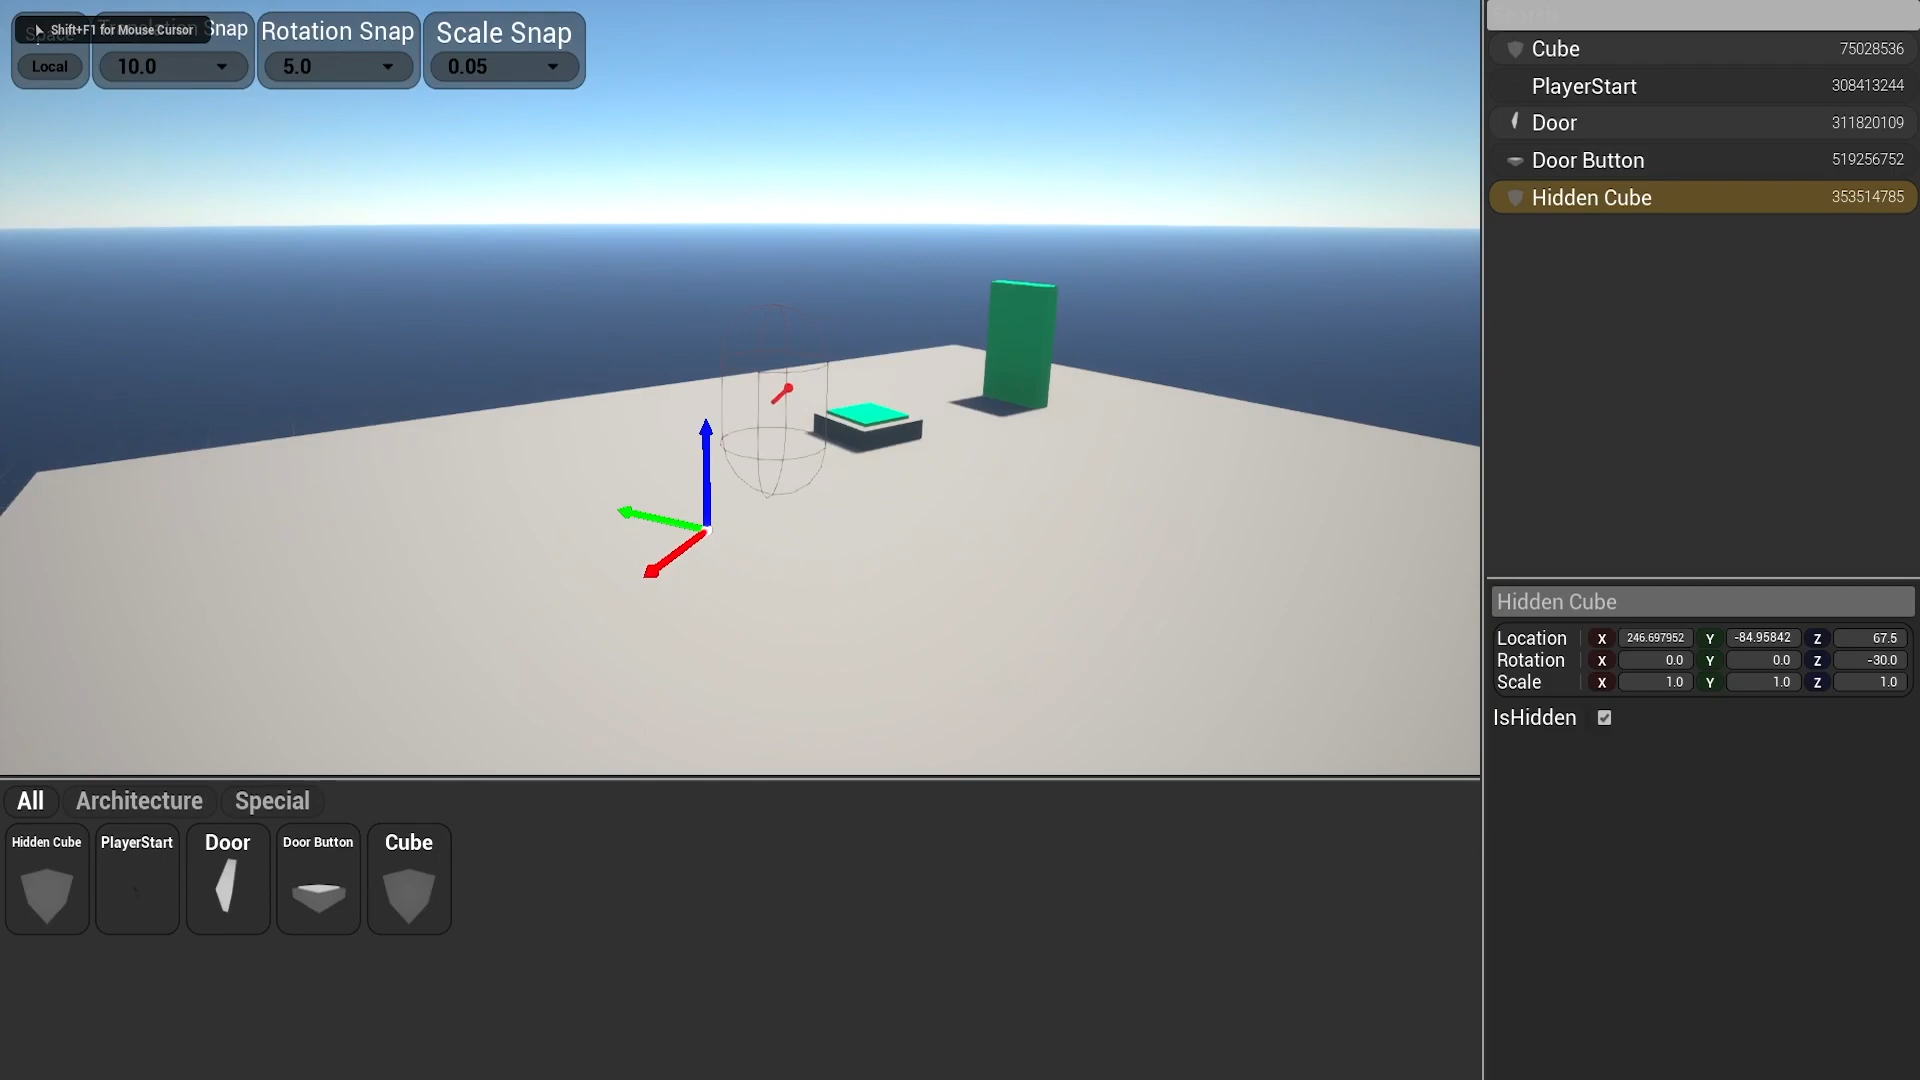 Shift+F1 for Mouse Cursor
Space
Translation Snap
Rotation Snap
Scale Snap
Local
10.0
5.0
0.05
Cube 75028536
PlayerStart 308413244
Door 311820109
Door Button 519256752
Hidden Cube 353514785
Hidden Cube
Location X 246.697952 Y -84.95842 Z 67.5
Rotation X 0.0 Y 0.0 Z -30.0
Scale X 1.0 Y 1.0 Z 1.0
IsHidden
All Architecture Special
Hidden Cube
PlayerStart
Door
Door Button
Cube